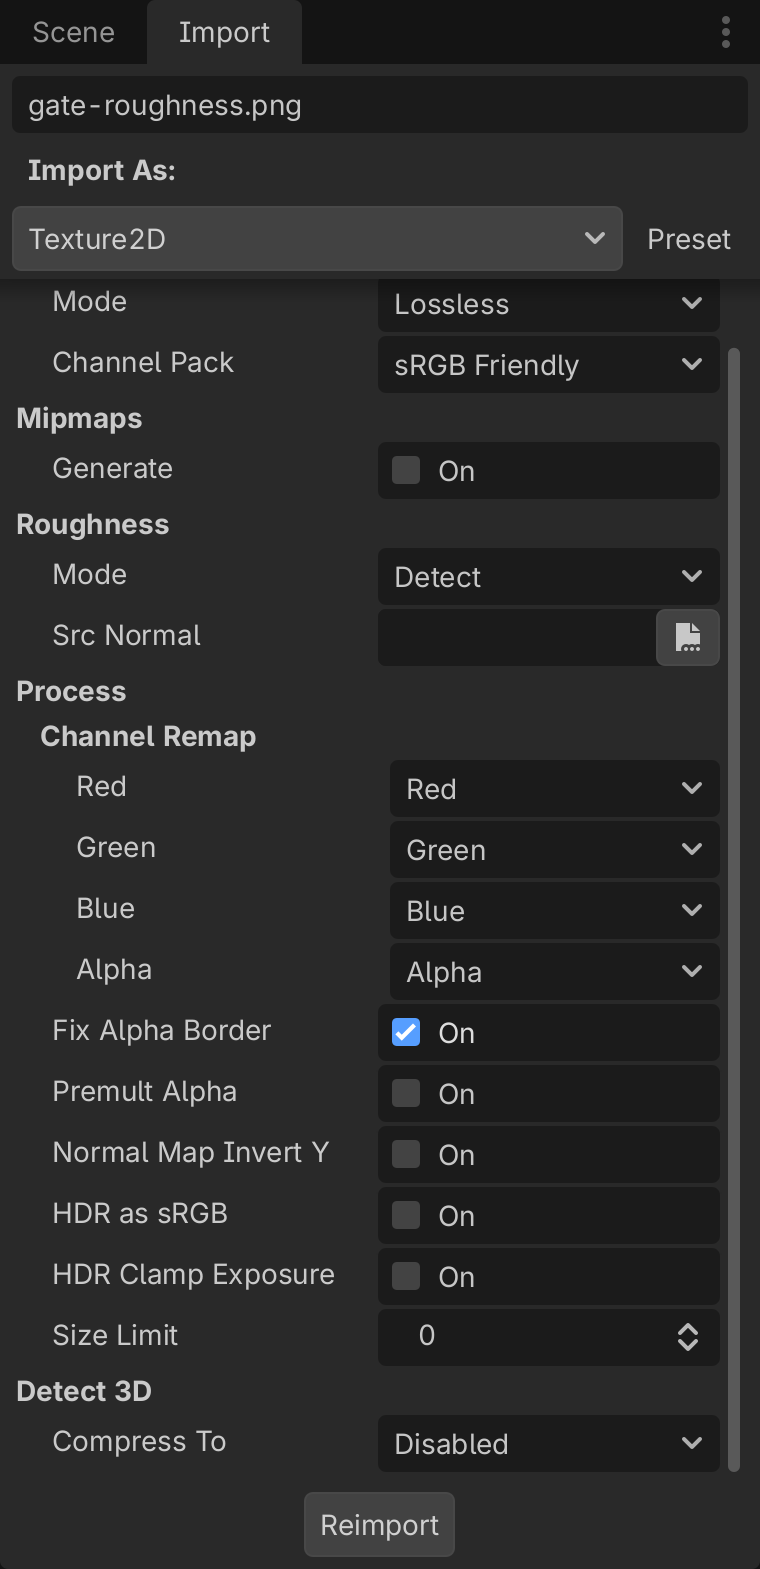 Scene Import
gate-roughness.png
Import As:
Texture2D Preset
Mode Lossless
Channel Pack sRGB Friendly
Mipmaps
Generate On
Roughness
Mode Detect
Src Normal
Process
Channel Remap
Red Red
Green Green
Blue Blue
Alpha Alpha
Fix Alpha Border On
Premult Alpha On
Normal Map Invert Y On
HDR as sRGB On
HDR Clamp Exposure On
Size Limit 0
Detect 3D
Compress To Disabled
Reimport